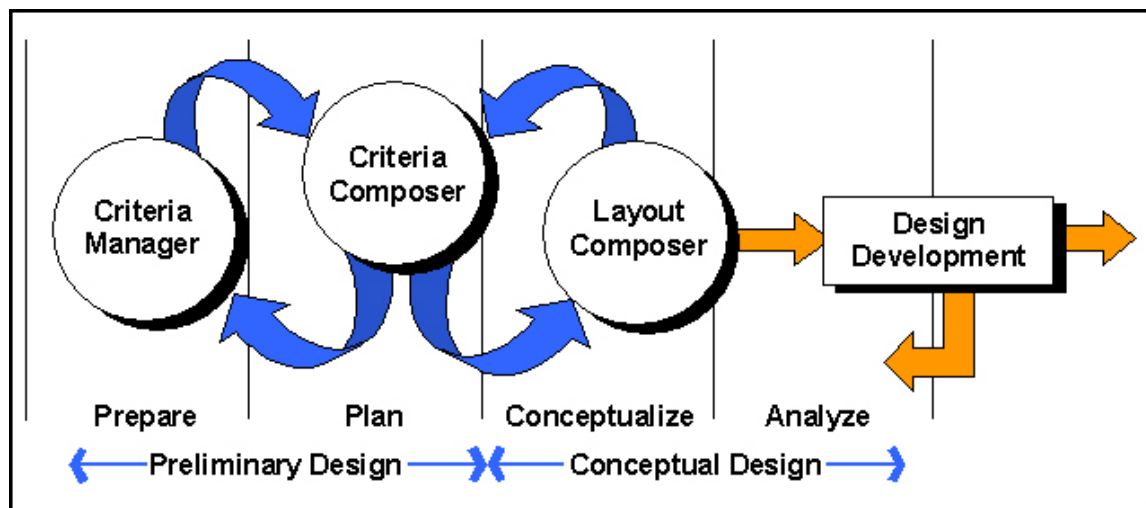 Criteria
Manager
Criteria
Composer
Layout
Composer
Design
Development
Prepare
Plan
Conceptualize
Analyze
Preliminary Design
Conceptual Design